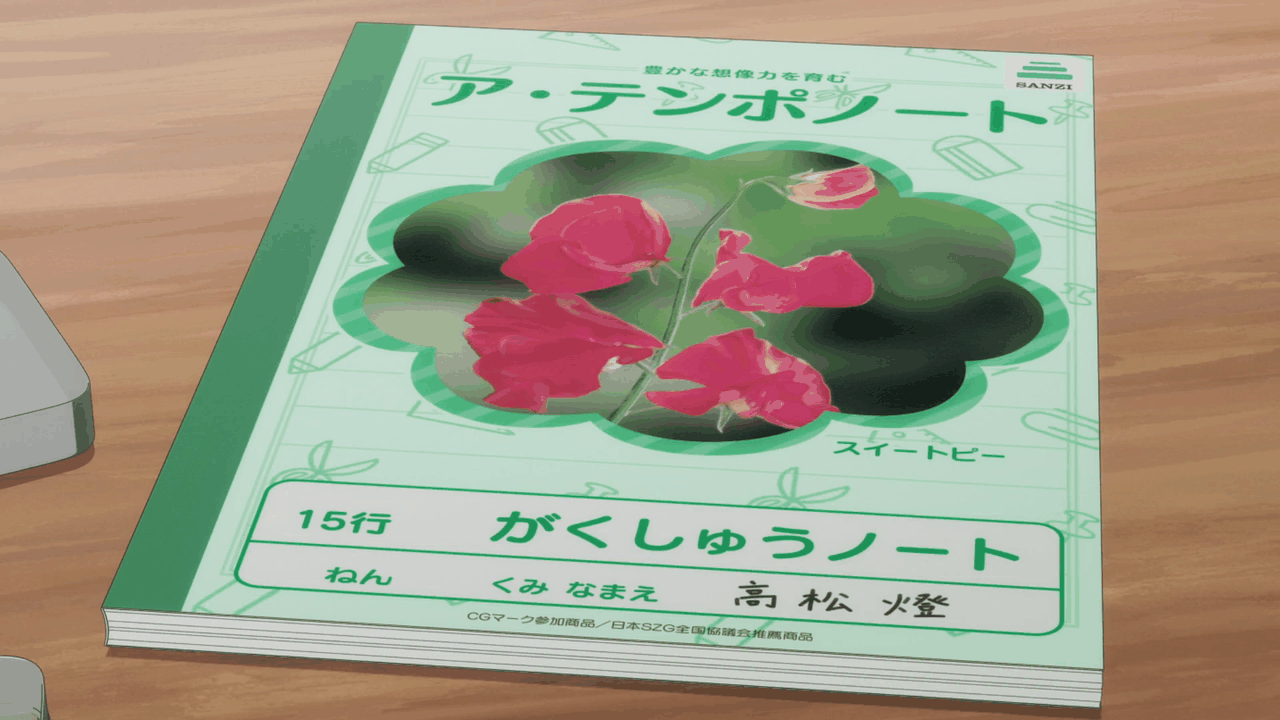 豊かな想像力を育む
SANZI
ア・テンポノート
スイートピー
15行 がくしゅうノート
ねん くみ なまえ 高松 燈
CGマーク参加商品／日本SZG全国協議会推薦商品